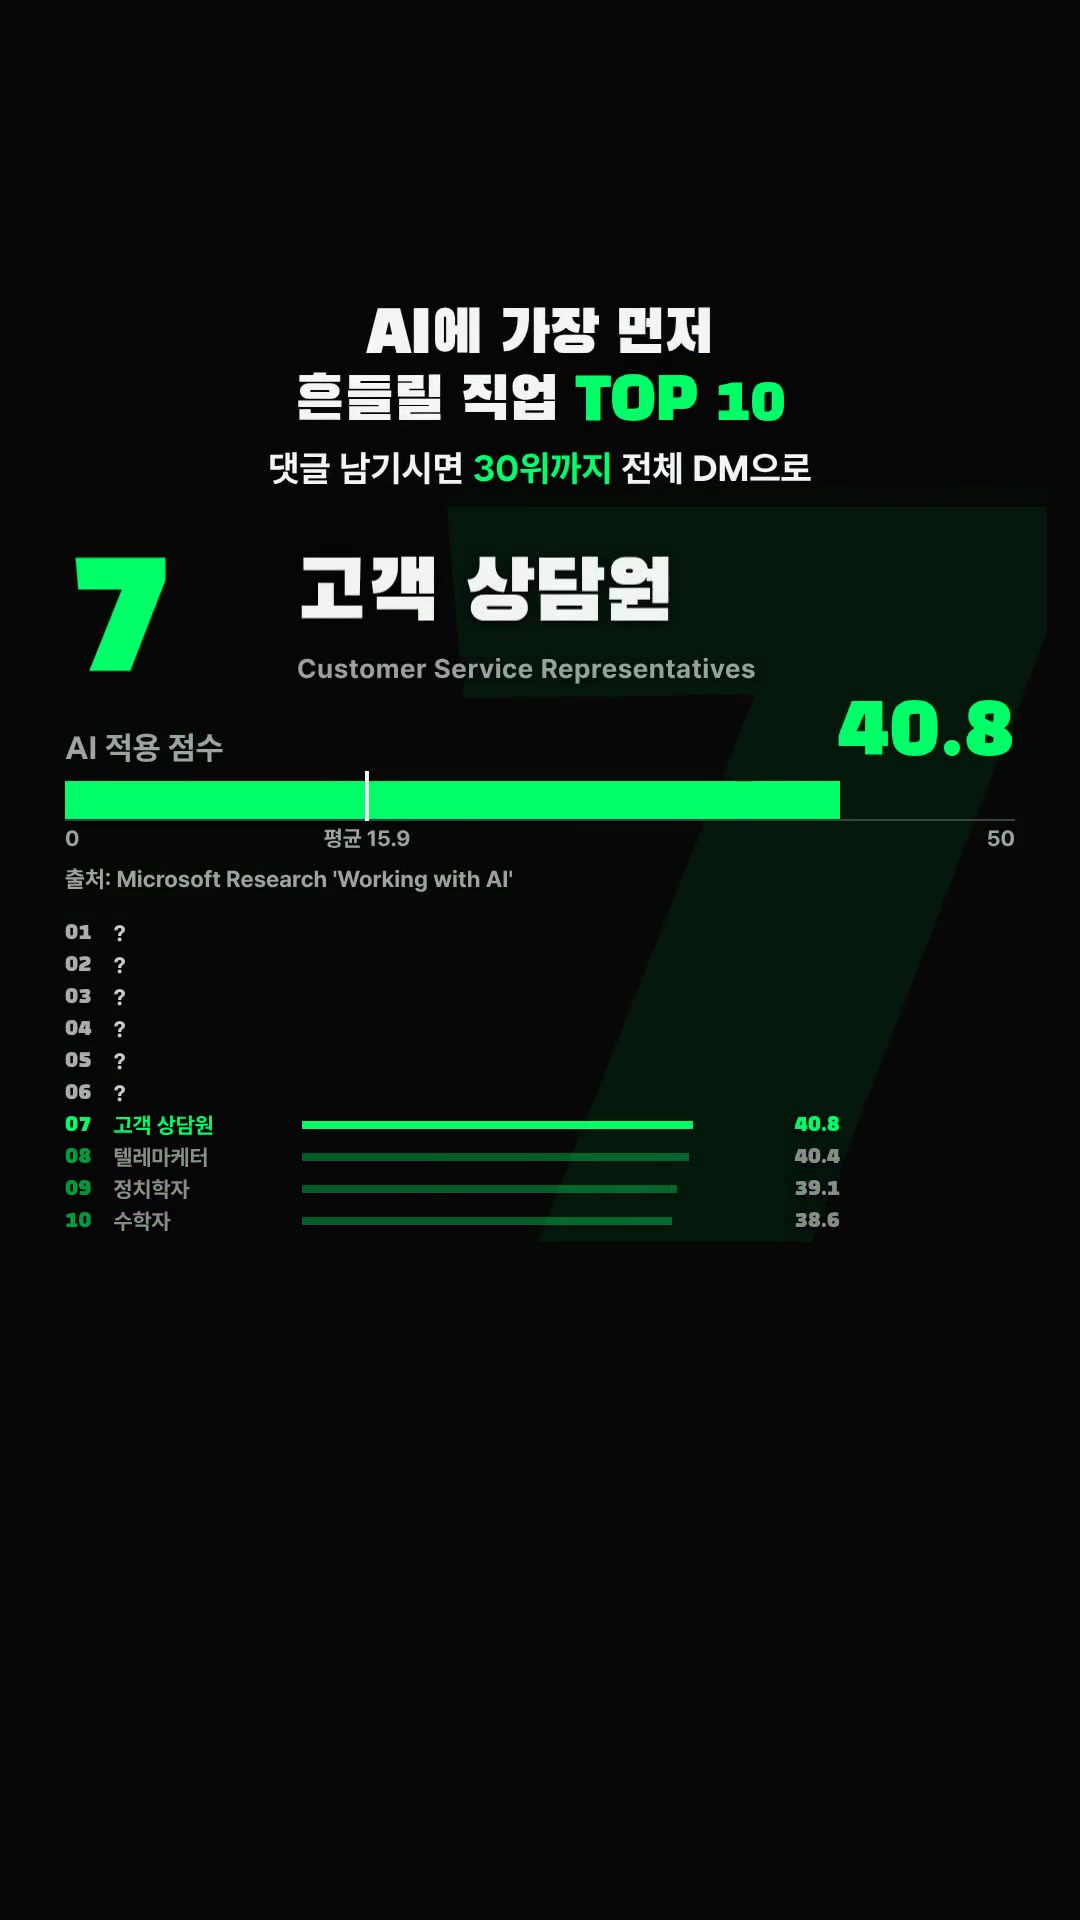 AI에 가장 먼저
흔들릴 직업 TOP 10
댓글 남기시면 30위까지 전체 DM으로
7
고객 상담원
Customer Service Representatives
AI 적용 점수
40.8
0
평균 15.9
50
출처: Microsoft Research 'Working with AI'
01 ?
02 ?
03 ?
04 ?
05 ?
06 ?
07 고객 상담원 40.8
08 텔레마케터 40.4
09 정치학자 39.1
10 수학자 38.6